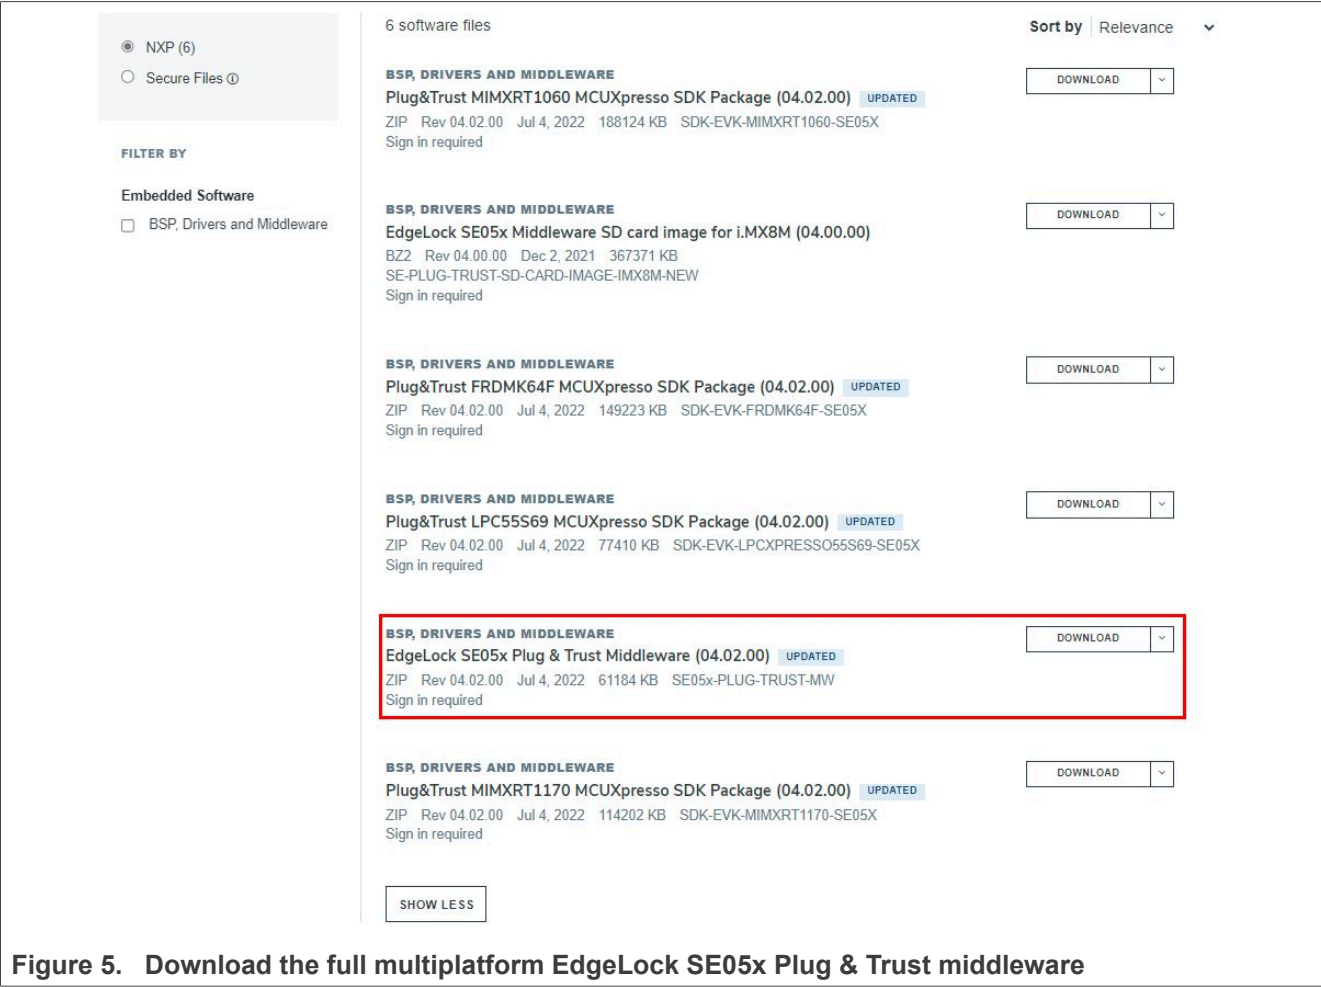 NXP (6)
Secure Files
FILTER BY
Embedded Software
BSP, Drivers and Middleware
6 software files
Sort by Relevance
BSP, DRIVERS AND MIDDLEWARE
DOWNLOAD
Plug&Trust MIMXRT1060 MCUXpresso SDK Package (04.02.00) UPDATED
ZIP Rev 04.02.00 Jul 4, 2022 188124 KB SDK-EVK-MIMXRT1060-SE05X
Sign in required
BSP, DRIVERS AND MIDDLEWARE
DOWNLOAD
EdgeLock SE05x Middleware SD card image for i.MX8M (04.00.00)
BZ2 Rev 04.00.00 Dec 2, 2021 367371 KB
SE-PLUG-TRUST-SD-CARD-IMAGE-IMX8M-NEW
Sign in required
BSP, DRIVERS AND MIDDLEWARE
DOWNLOAD
Plug&Trust FRDMK64F MCUXpresso SDK Package (04.02.00) UPDATED
ZIP Rev 04.02.00 Jul 4, 2022 149223 KB SDK-EVK-FRDMK64F-SE05X
Sign in required
BSP, DRIVERS AND MIDDLEWARE
DOWNLOAD
Plug&Trust LPC55S69 MCUXpresso SDK Package (04.02.00) UPDATED
ZIP Rev 04.02.00 Jul 4, 2022 77410 KB SDK-EVK-LPCXPRESSO55S69-SE05X
Sign in required
BSP, DRIVERS AND MIDDLEWARE
DOWNLOAD
EdgeLock SE05x Plug & Trust Middleware (04.02.00) UPDATED
ZIP Rev 04.02.00 Jul 4, 2022 61184 KB SE05x-PLUG-TRUST-MW
Sign in required
BSP, DRIVERS AND MIDDLEWARE
DOWNLOAD
Plug&Trust MIMXRT1170 MCUXpresso SDK Package (04.02.00) UPDATED
ZIP Rev 04.02.00 Jul 4, 2022 114202 KB SDK-EVK-MIMXRT1170-SE05X
Sign in required
SHOW LESS
Figure 5. Download the full multiplatform EdgeLock SE05x Plug & Trust middleware